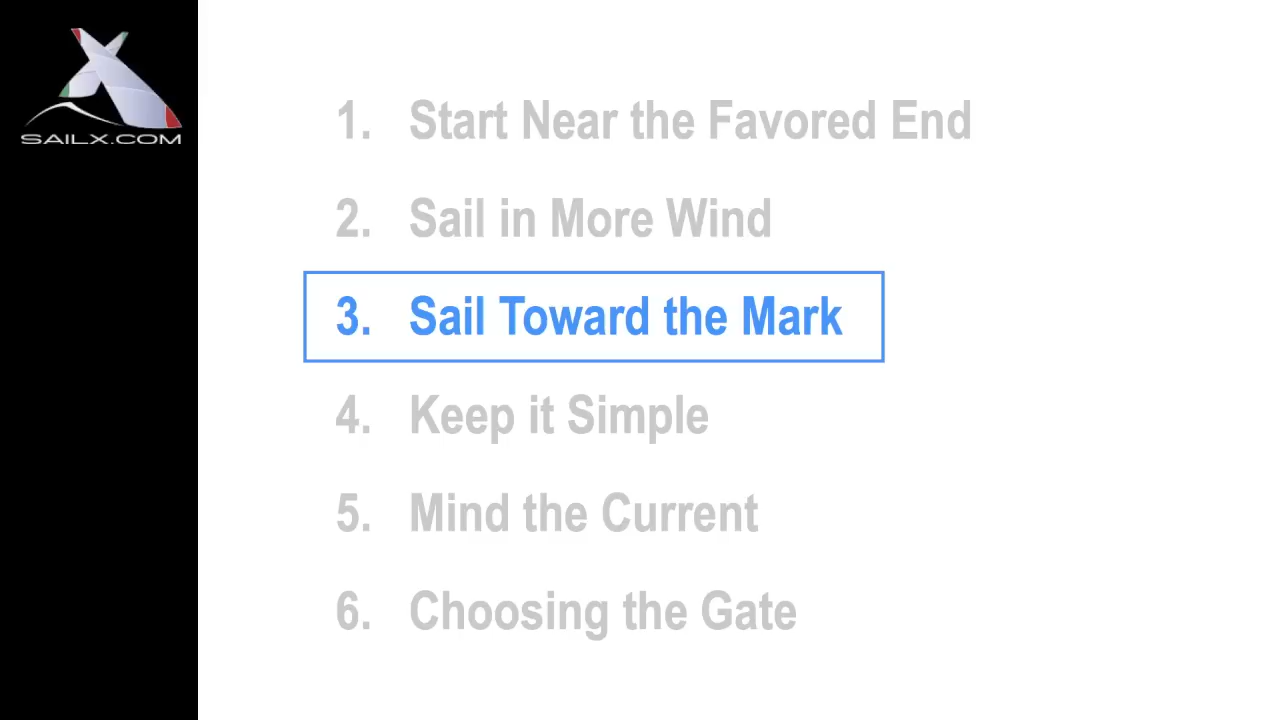 SAILX.COM
1. Start Near the Favored End
2. Sail in More Wind
3. Sail Toward the Mark
4. Keep it Simple
5. Mind the Current
6. Choosing the Gate